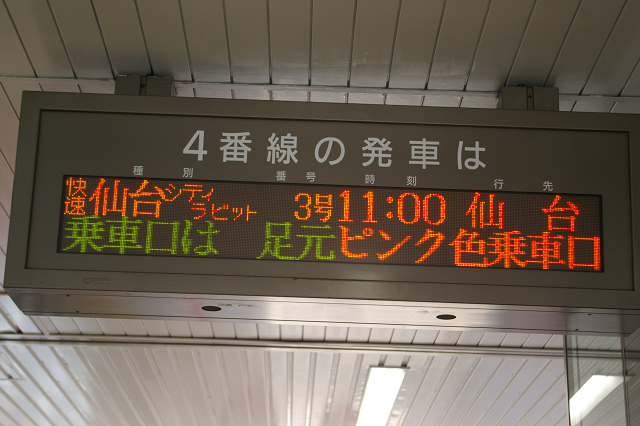 4番線の発車は
種別 番号 時刻 行先
快速 仙台シティラビット 3号 11:00 仙台
乗車口は 足元ピンク色乗車口